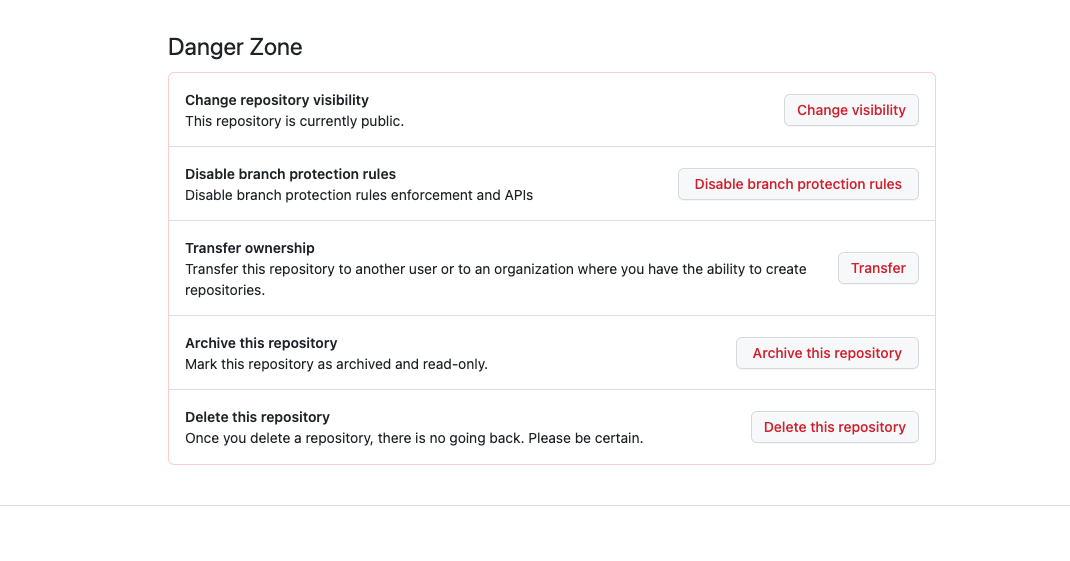 Danger Zone
Change repository visibility
This repository is currently public.
Change visibility
Disable branch protection rules
Disable branch protection rules enforcement and APIs
Disable branch protection rules
Transfer ownership
Transfer this repository to another user or to an organization where you have the ability to create
repositories.
Transfer
Archive this repository
Mark this repository as archived and read-only.
Archive this repository
Delete this repository
Once you delete a repository, there is no going back. Please be certain.
Delete this repository